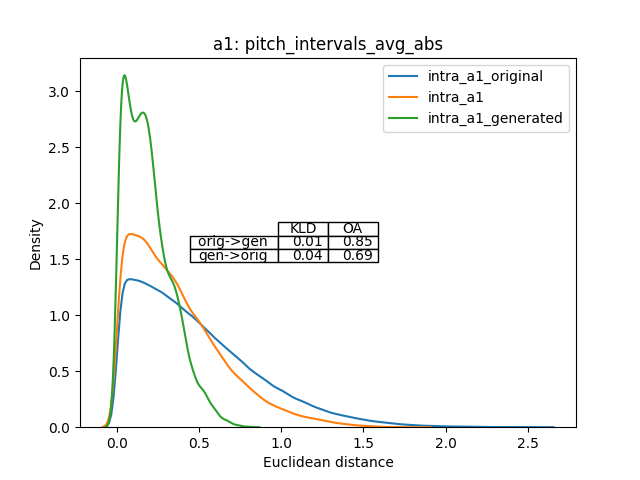 a1: pitch_intervals_avg_abs
intra_a1_original
intra_a1
intra_a1_generated
KLD OA
orig->gen 0.01 0.85
gen->orig 0.04 0.69
Density
3.0
2.5
2.0
1.5
1.0
0.5
0.0
0.0 0.5 1.0 1.5 2.0 2.5
Euclidean distance